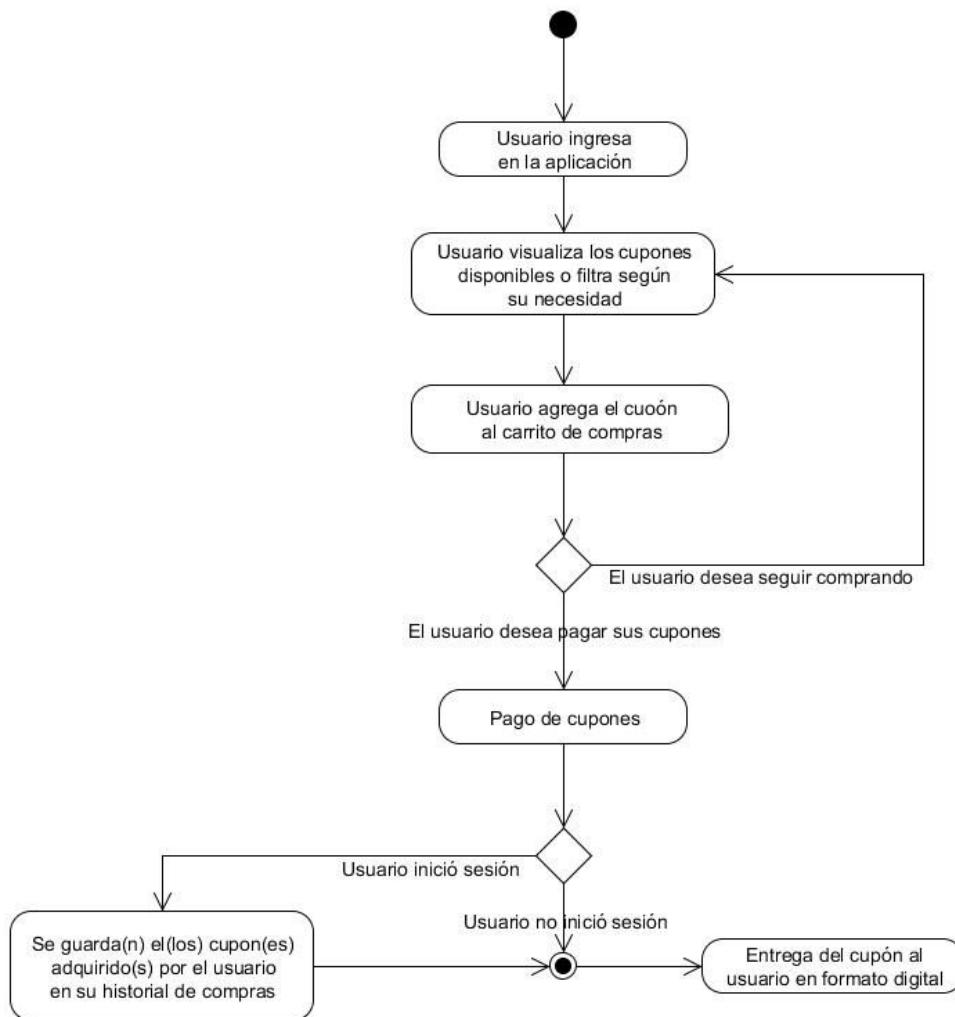 Usuario ingresa
en la aplicación
Usuario visualiza los cupones
disponibles o filtra según
su necesidad
Usuario agrega el cuoón
al carrito de compras
El usuario desea seguir comprando
El usuario desea pagar sus cupones
Pago de cupones
Usuario inició sesión
Usuario no inició sesión
Se guarda(n) el(los) cupon(es)
adquirido(s) por el usuario
en su historial de compras
Entrega del cupón al
usuario en formato digital